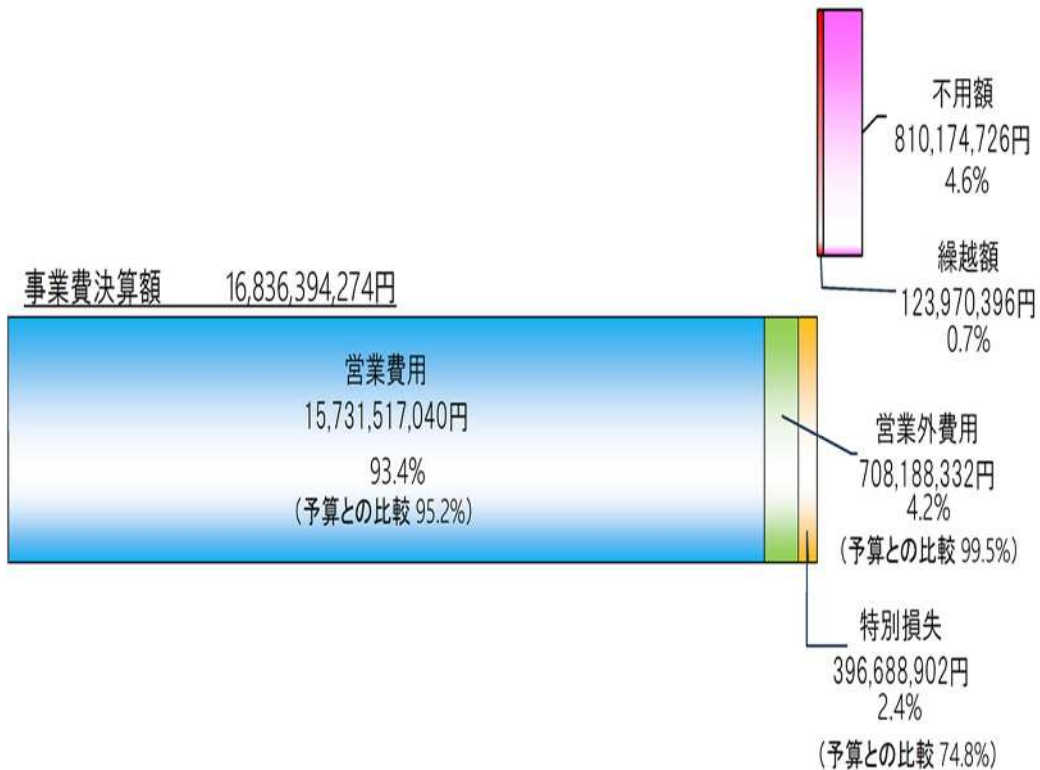 不用額
810,174,726円
4.6%
繰越額
123,970,396円
0.7%
事業費決算額 16,836,394,274円
営業費用
15,731,517,040円
93.4%
(予算との比較 95.2%)
営業外費用
708,188,332円
4.2%
(予算との比較 99.5%)
特別損失
396,688,902円
2.4%
(予算との比較 74.8%)